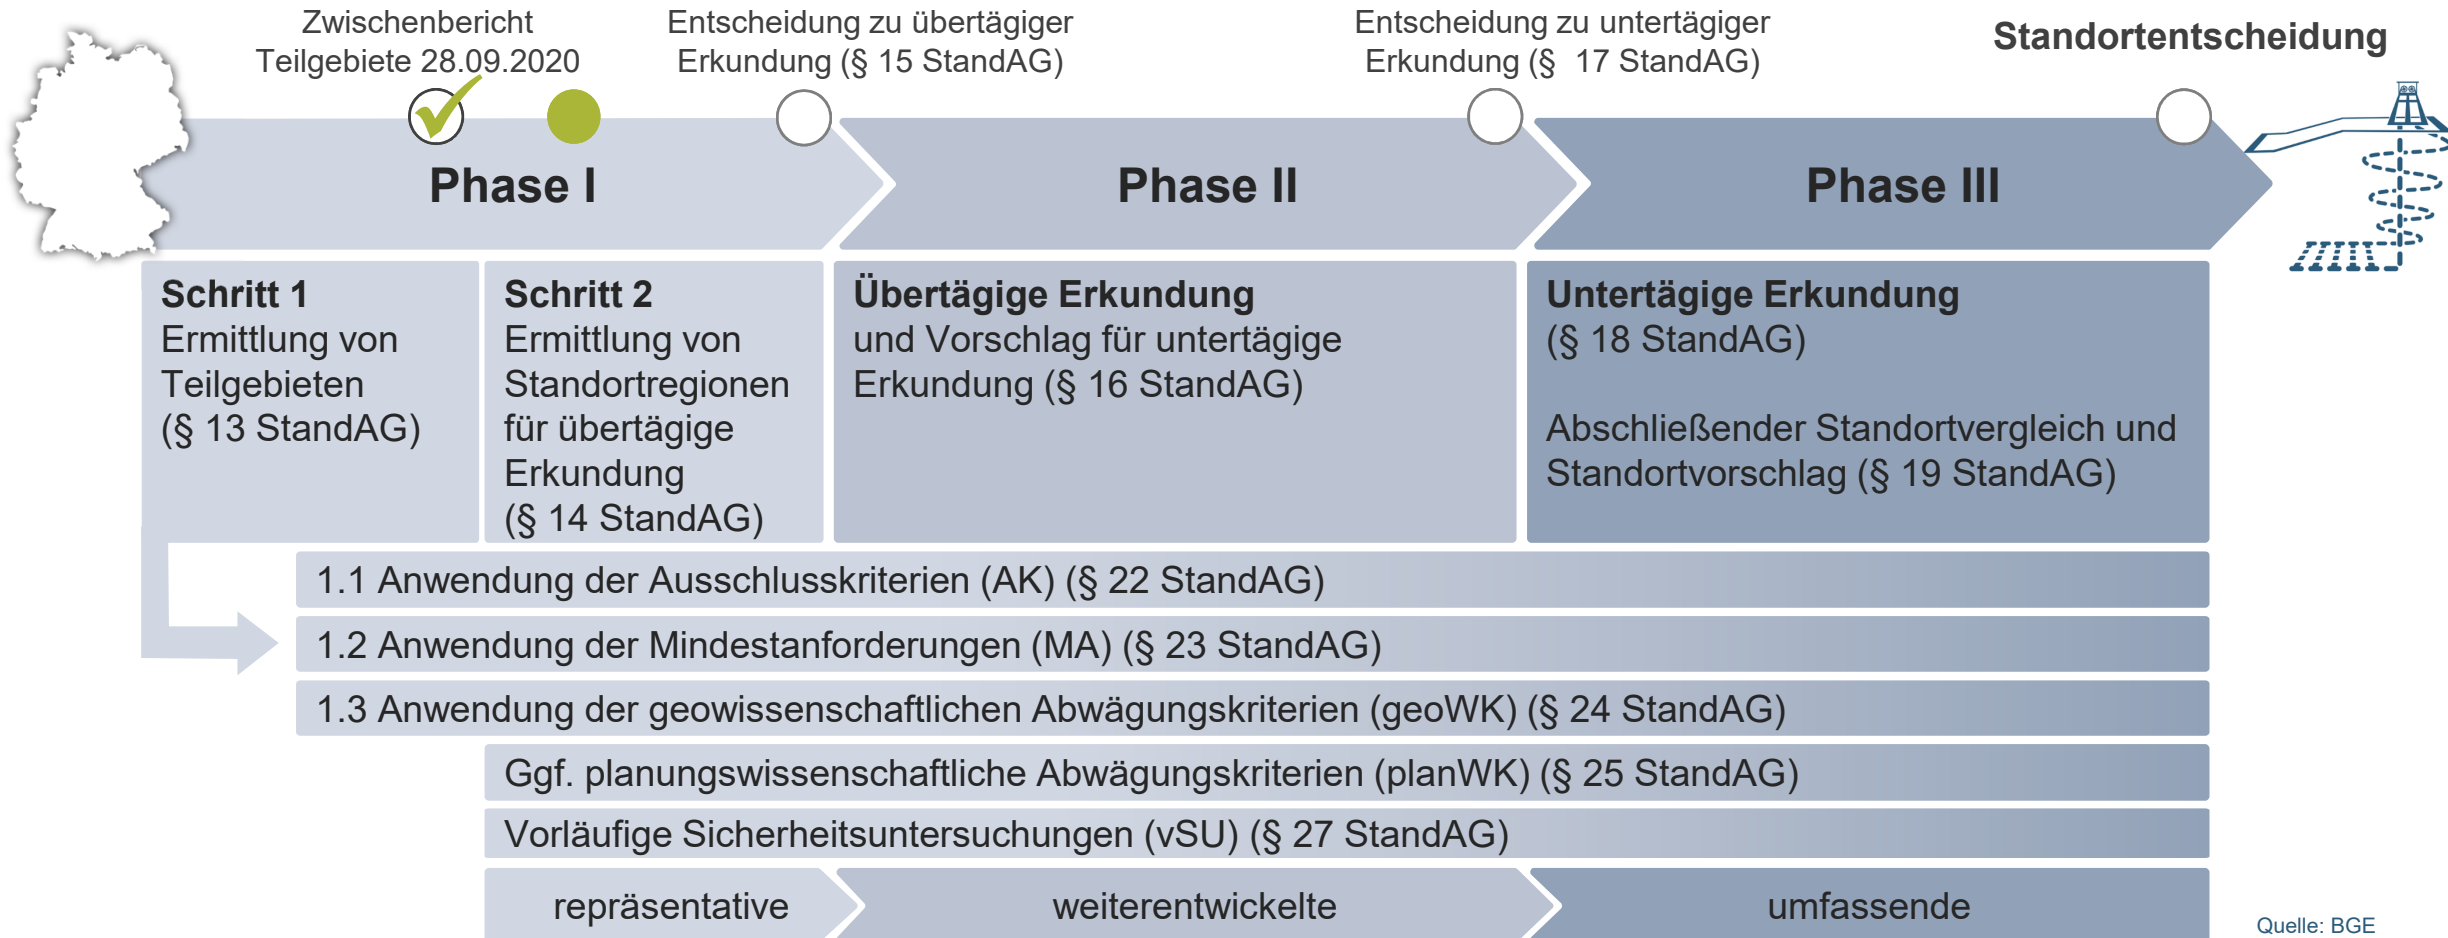 Zwischenbericht
Teilgebiete 28.09.2020
Entscheidung zu übertägiger
Erkundung (§ 15 StandAG)
Entscheidung zu untertägiger
Erkundung (§ 17 StandAG)
Standortentscheidung
Phase I
Phase II
Phase III
Schritt 1
Ermittlung von
Teilgebieten
(§ 13 StandAG)
Schritt 2
Ermittlung von
Standortregionen
für übertägige
Erkundung
(§ 14 StandAG)
Übertägige Erkundung
und Vorschlag für untertägige
Erkundung (§ 16 StandAG)
Untertägige Erkundung
(§ 18 StandAG)
Abschließender Standortvergleich und
Standortvorschlag (§ 19 StandAG)
1.1 Anwendung der Ausschlusskriterien (AK) (§ 22 StandAG)
1.2 Anwendung der Mindestanforderungen (MA) (§ 23 StandAG)
1.3 Anwendung der geowissenschaftlichen Abwägungskriterien (geoWK) (§ 24 StandAG)
Ggf. planungswissenschaftliche Abwägungskriterien (planWK) (§ 25 StandAG)
Vorläufige Sicherheitsuntersuchungen (vSU) (§ 27 StandAG)
repräsentative
weiterentwickelte
umfassende
Quelle: BGE